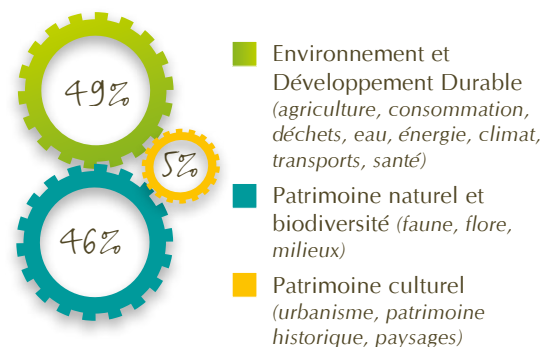 49%
5%
46%
Environnement et
Développement Durable
(agriculture, consommation,
déchets, eau, énergie, climat,
transports, santé)
Patrimoine naturel et
biodiversité (faune, flore,
milieux)
Patrimoine culturel
(urbanisme, patrimoine
historique, paysages)